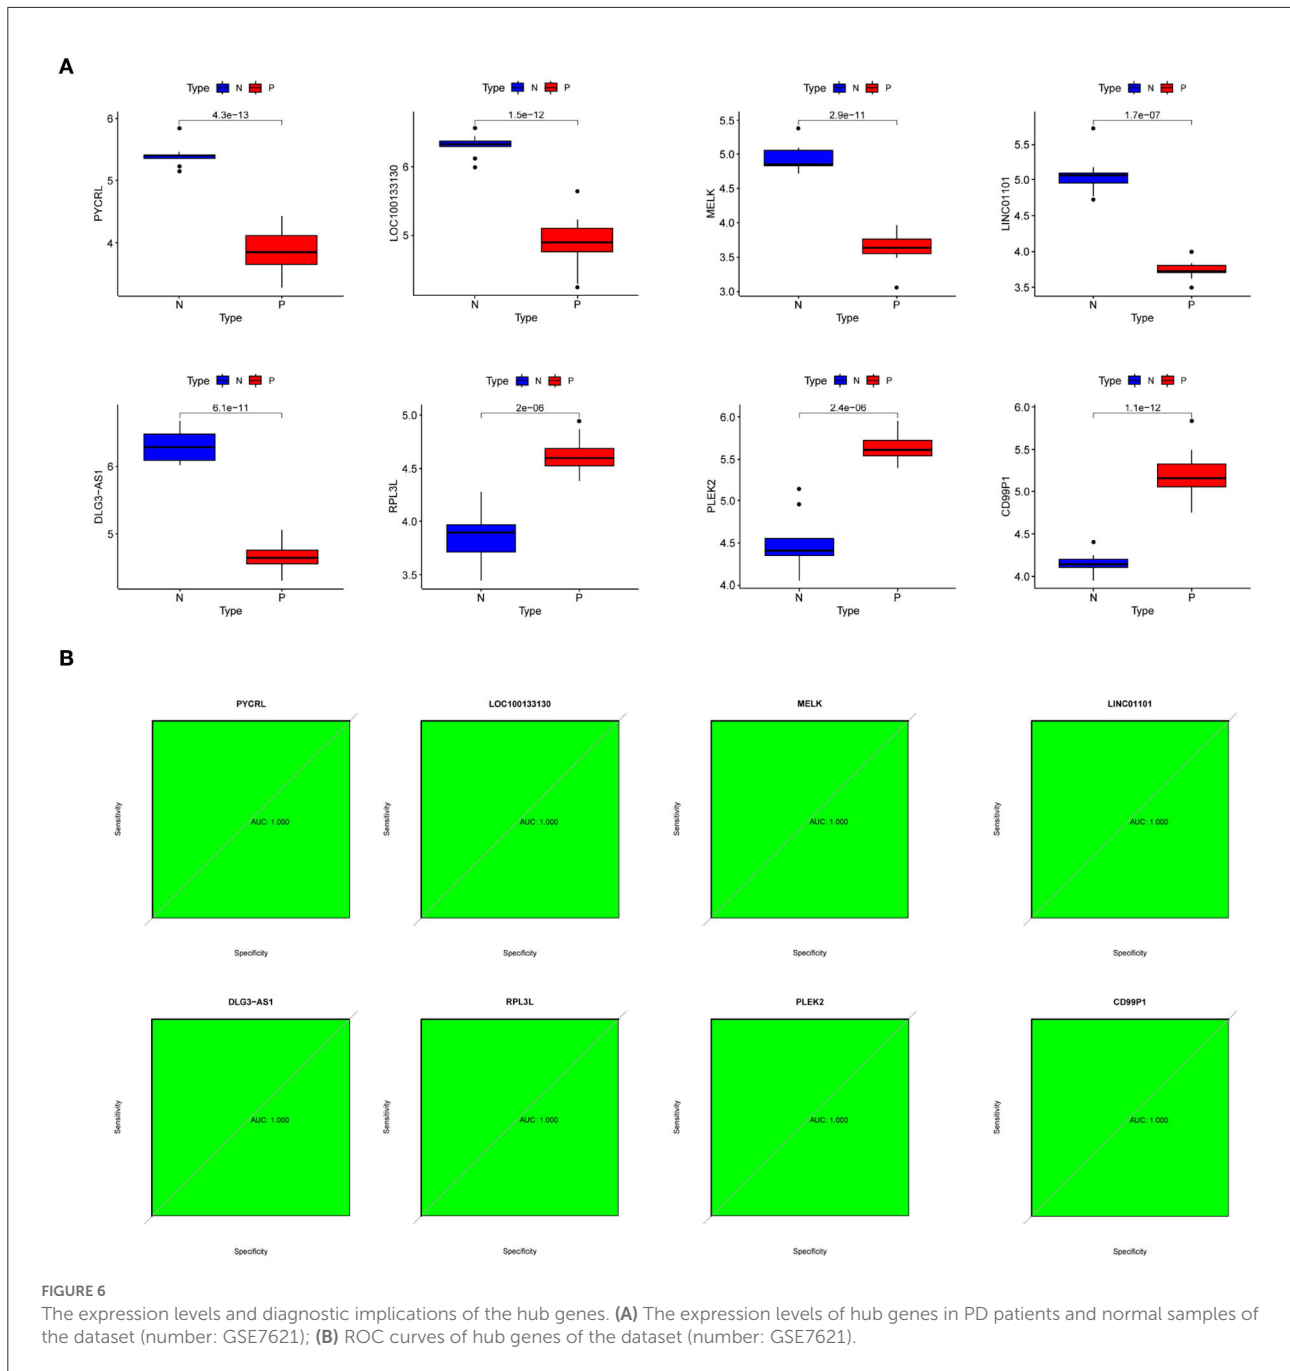 A
Type N P
Type N P
Type N P
Type N P
4.3e−13
1.5e−12
2.9e−11
1.7e−07
PYCRL
6
5
4
N P
Type
LOC100133130
6
5
N P
Type
MELK
5.5
5.0
4.5
4.0
3.5
3.0
N P
Type
LINC01101
5.5
5.0
4.5
4.0
3.5
N P
Type
Type N P
Type N P
Type N P
Type N P
6.1e−11
2e−06
2.4e−06
1.1e−12
DLG3−AS1
6
5
N P
Type
RPL3L
5.0
4.5
4.0
3.5
N P
Type
PLEK2
6.0
5.5
5.0
4.5
4.0
N P
Type
CD99P1
6.0
5.5
5.0
4.5
4.0
N P
Type
B
PYCRL
Sensitivity
AUC: 1.000
Specificity
LOC100133130
Sensitivity
AUC: 1.000
Specificity
MELK
Sensitivity
AUC: 1.000
Specificity
LINC01101
Sensitivity
AUC: 1.000
Specificity
DLG3−AS1
Sensitivity
AUC: 1.000
Specificity
RPL3L
Sensitivity
AUC: 1.000
Specificity
PLEK2
Sensitivity
AUC: 1.000
Specificity
CD99P1
Sensitivity
AUC: 1.000
Specificity
FIGURE 6
The expression levels and diagnostic implications of the hub genes. (A) The expression levels of hub genes in PD patients and normal samples of
the dataset (number: GSE7621); (B) ROC curves of hub genes of the dataset (number: GSE7621).